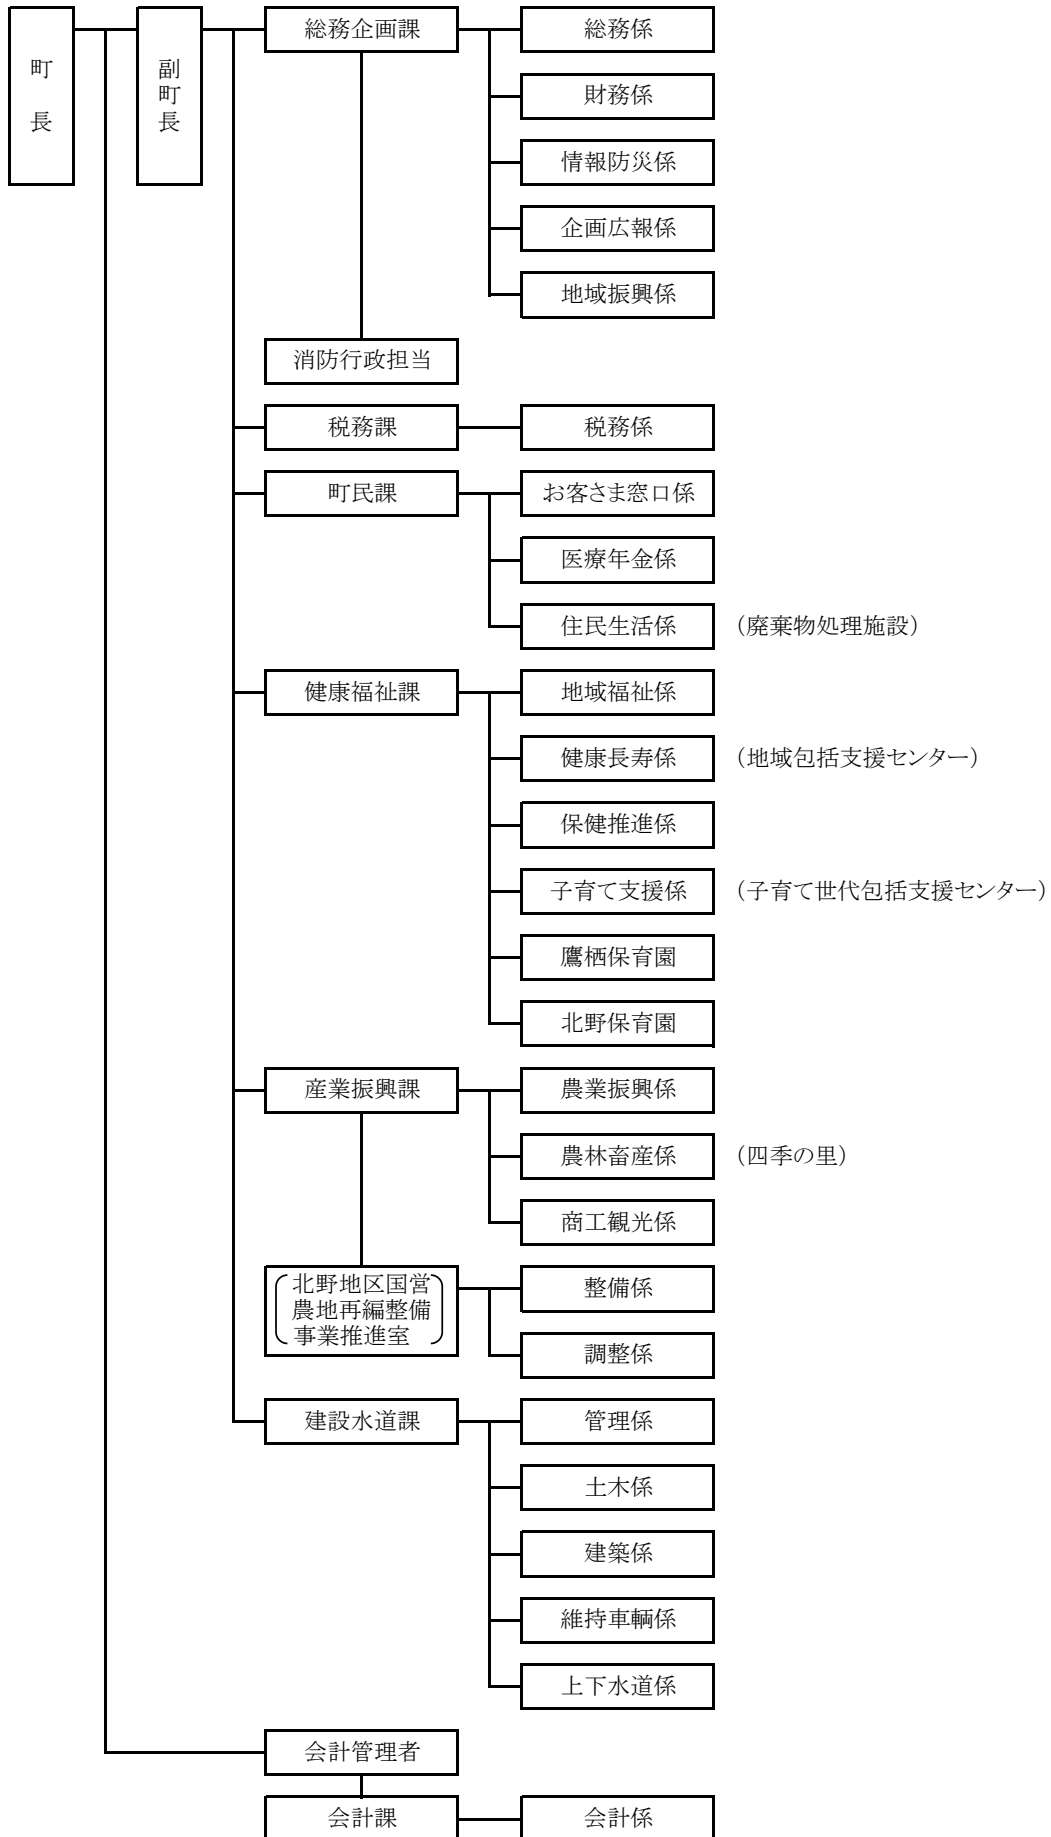 町長
副町長
総務企画課
総務係
財務係
情報防災係
企画広報係
地域振興係
消防行政担当
税務課
税務係
町民課
お客さま窓口係
医療年金係
住民生活係
(廃棄物処理施設)
健康福祉課
地域福祉係
健康長寿係
(地域包括支援センター)
保健推進係
子育て支援係
(子育て世代包括支援センター)
鷹栖保育園
北野保育園
産業振興課
農業振興係
農林畜産係
(四季の里)
商工観光係
北野地区国営
農地再編整備
事業推進室
整備係
調整係
建設水道課
管理係
土木係
建築係
維持車輌係
上下水道係
会計管理者
会計課
会計係